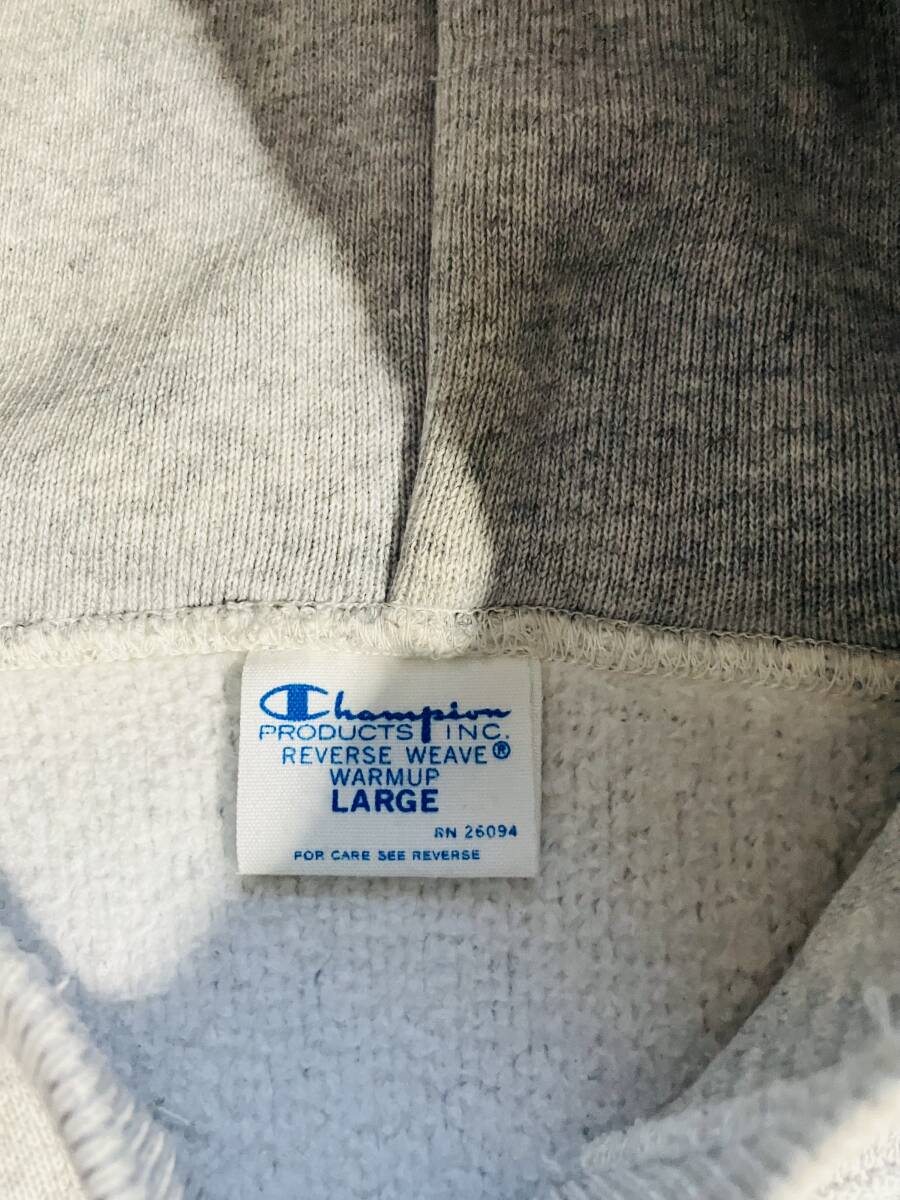 Champion
PRODUCTS INC.
REVERSE WEAVE®
WARMUP
LARGE
RN 26094
FOR CARE SEE REVERSE